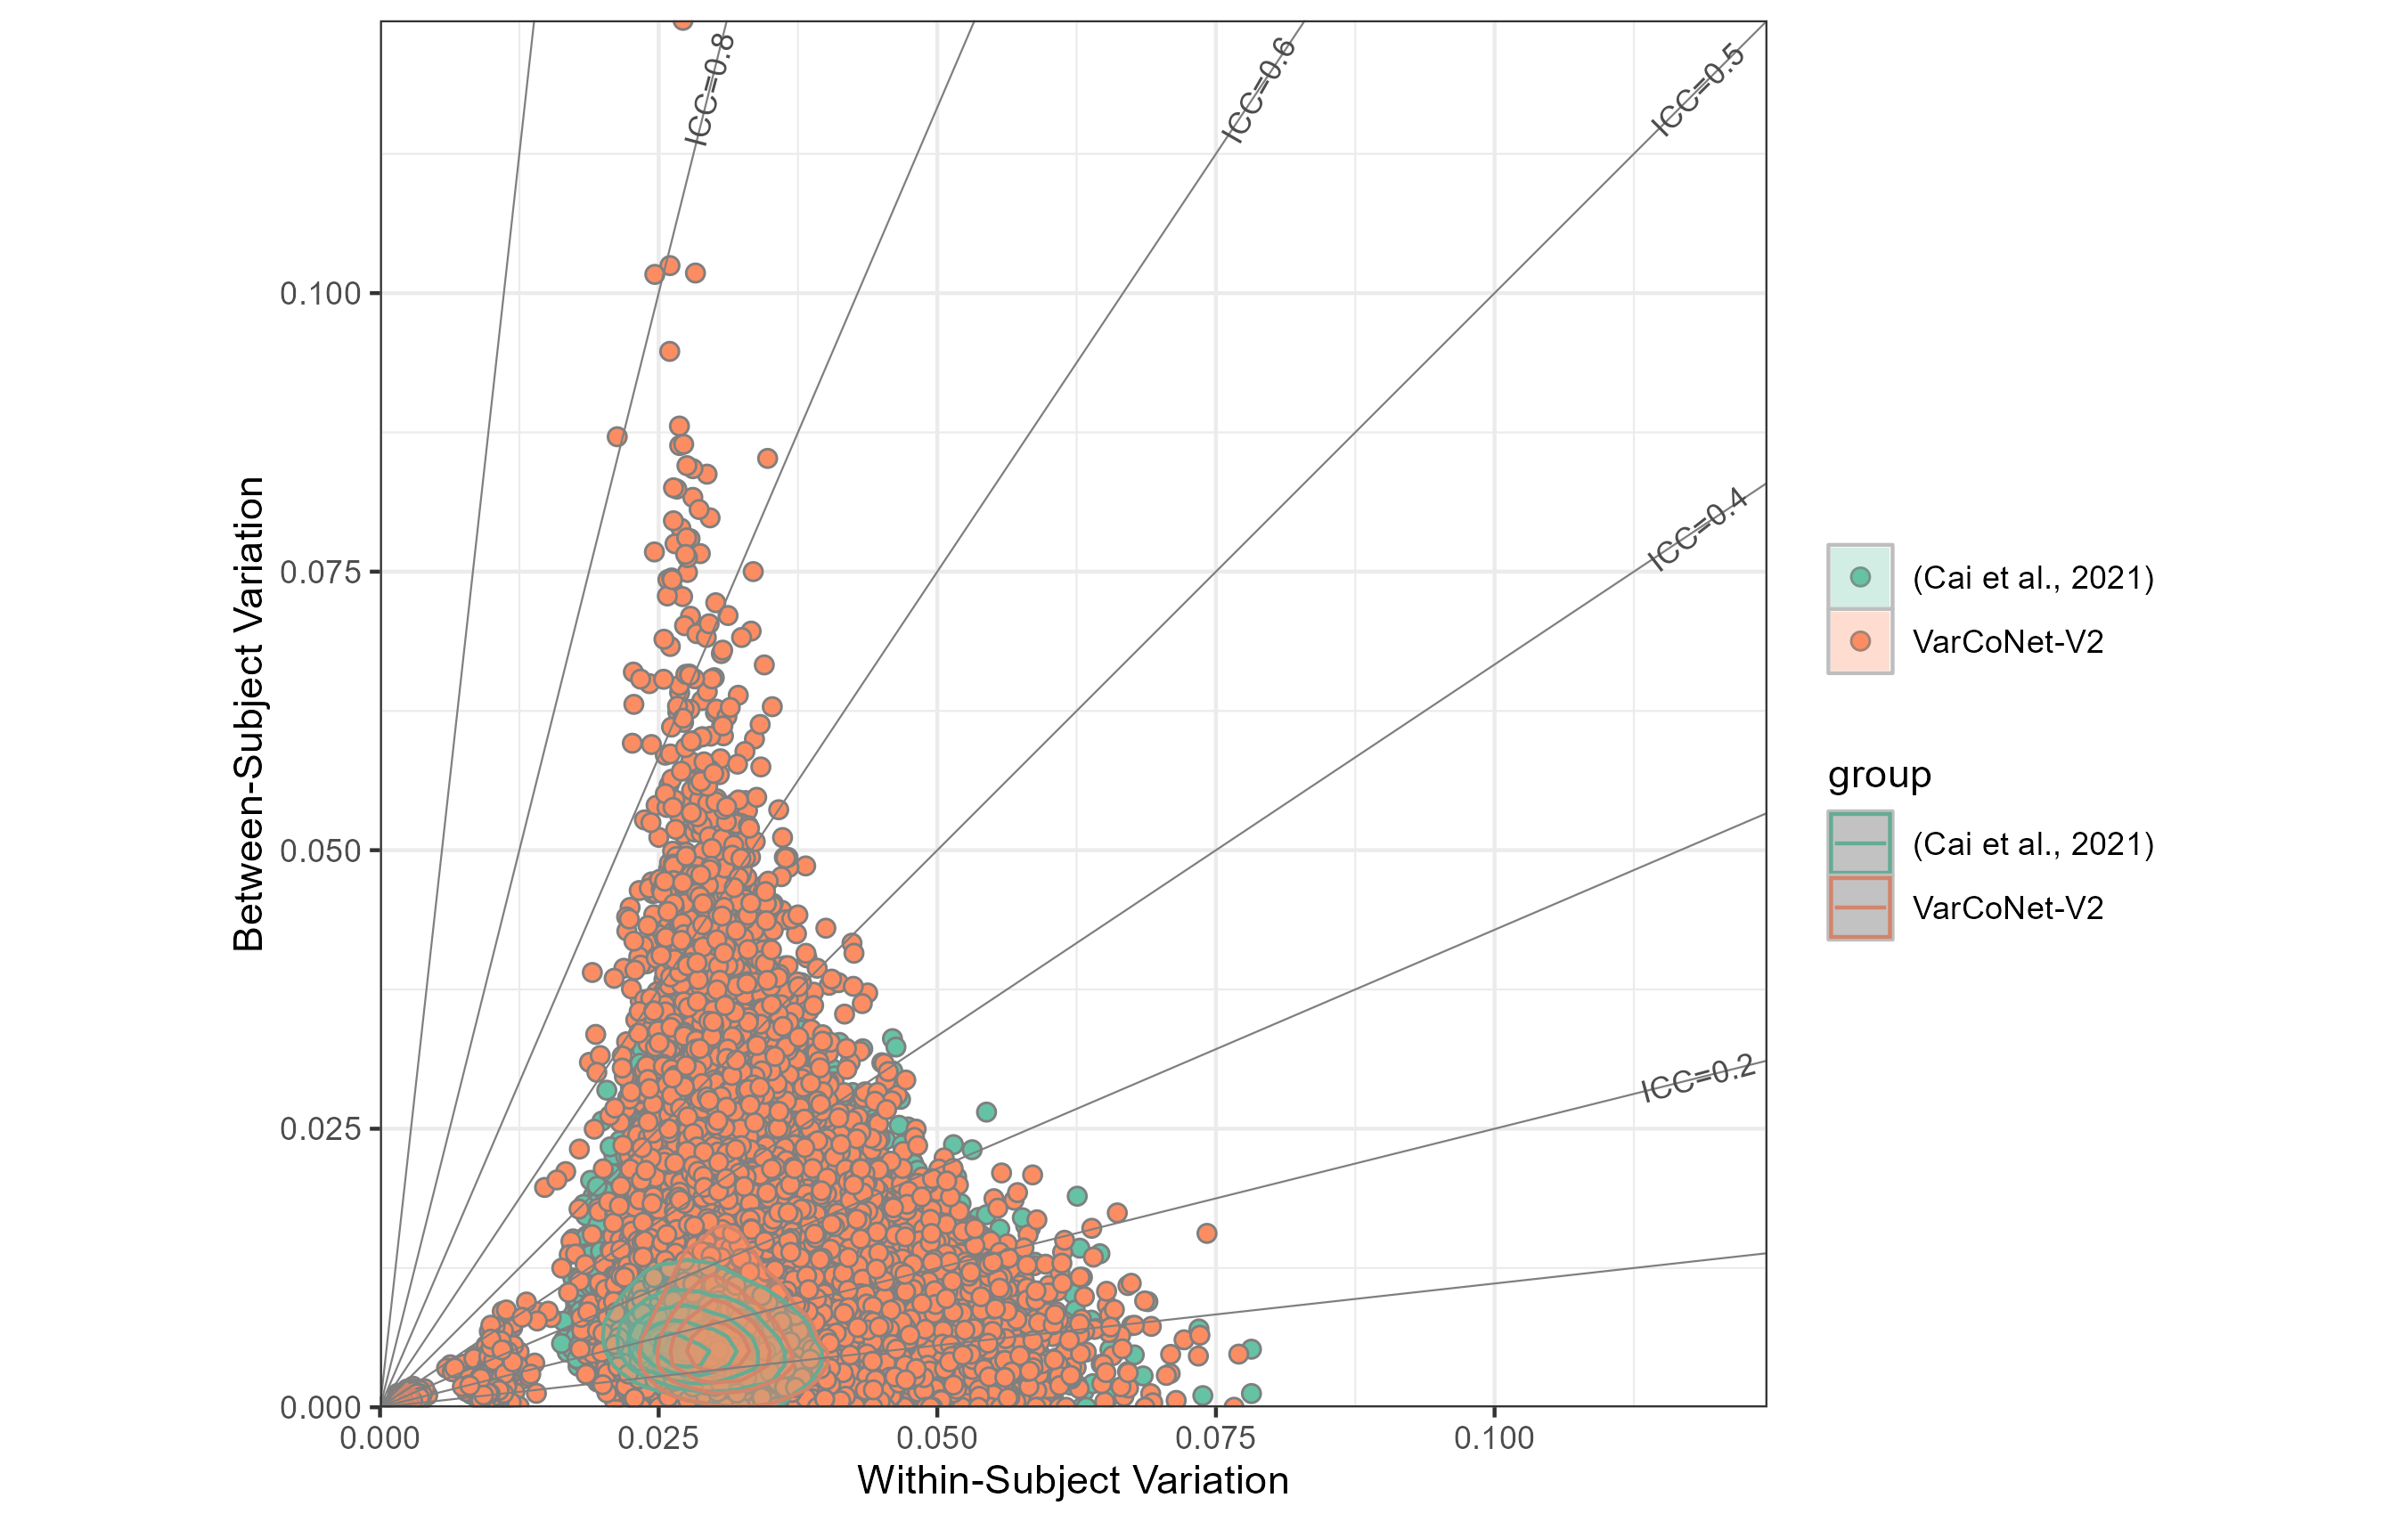 ICC=0.8
ICC=0.6
ICC=0.5
ICC=0.4
ICC=0.2
Between-Subject Variation
0.100
0.075
0.050
0.025
0.000
0.000
0.025
0.050
0.075
0.100
Within-Subject Variation
(Cai et al., 2021)
VarCoNet-V2
group
(Cai et al., 2021)
VarCoNet-V2